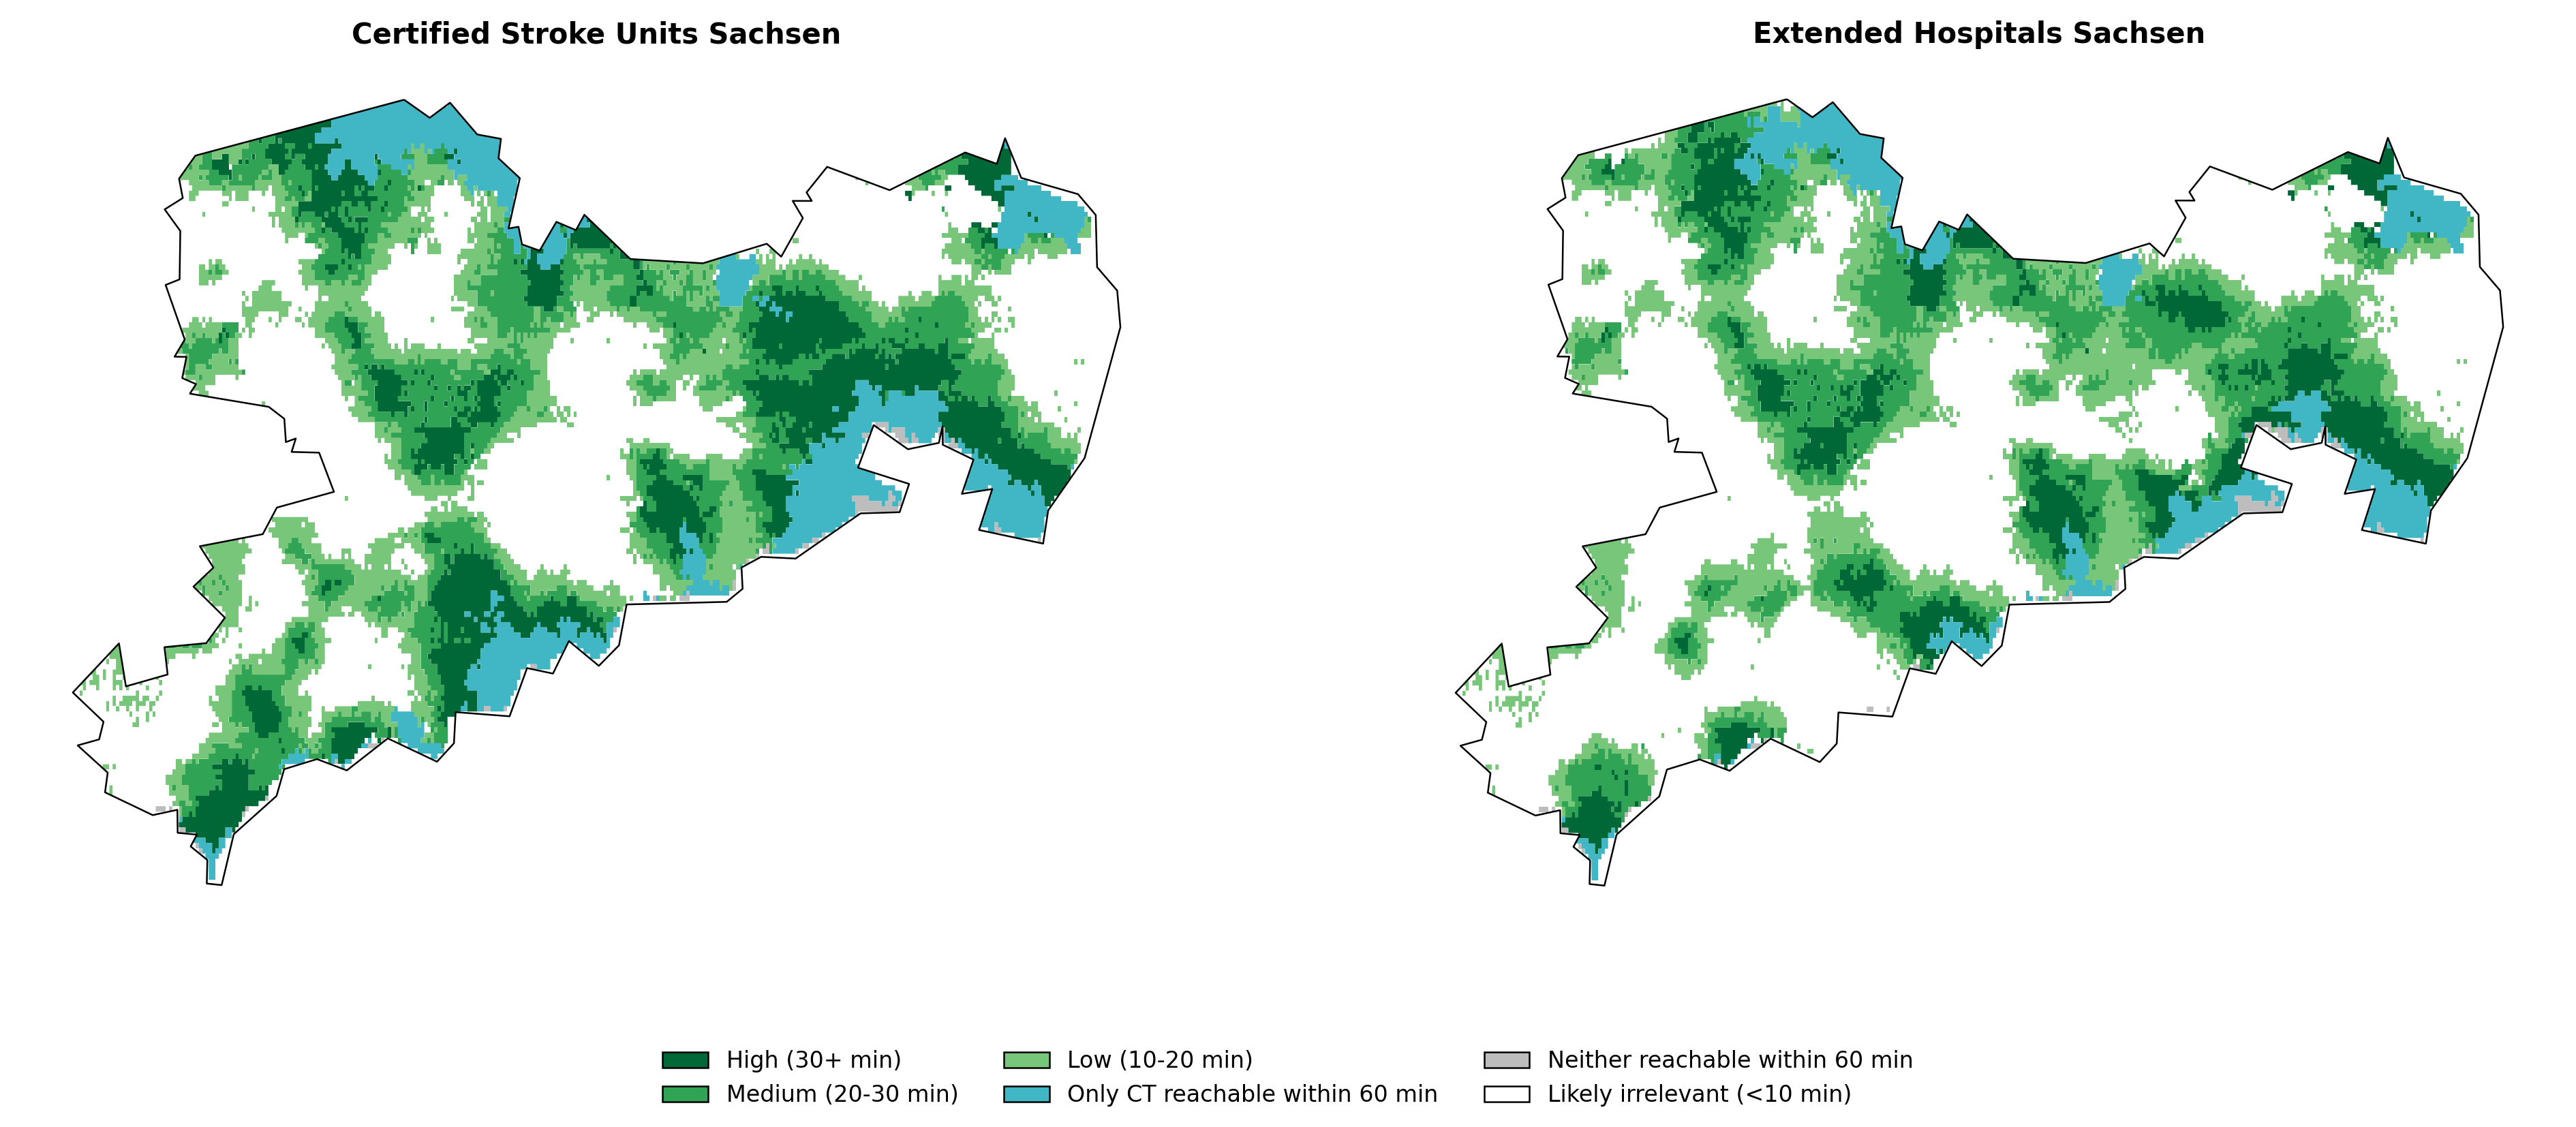 Certified Stroke Units Sachsen
Extended Hospitals Sachsen
High (30+ min)
Medium (20-30 min)
Low (10-20 min)
Only CT reachable within 60 min
Neither reachable within 60 min
Likely irrelevant (<10 min)